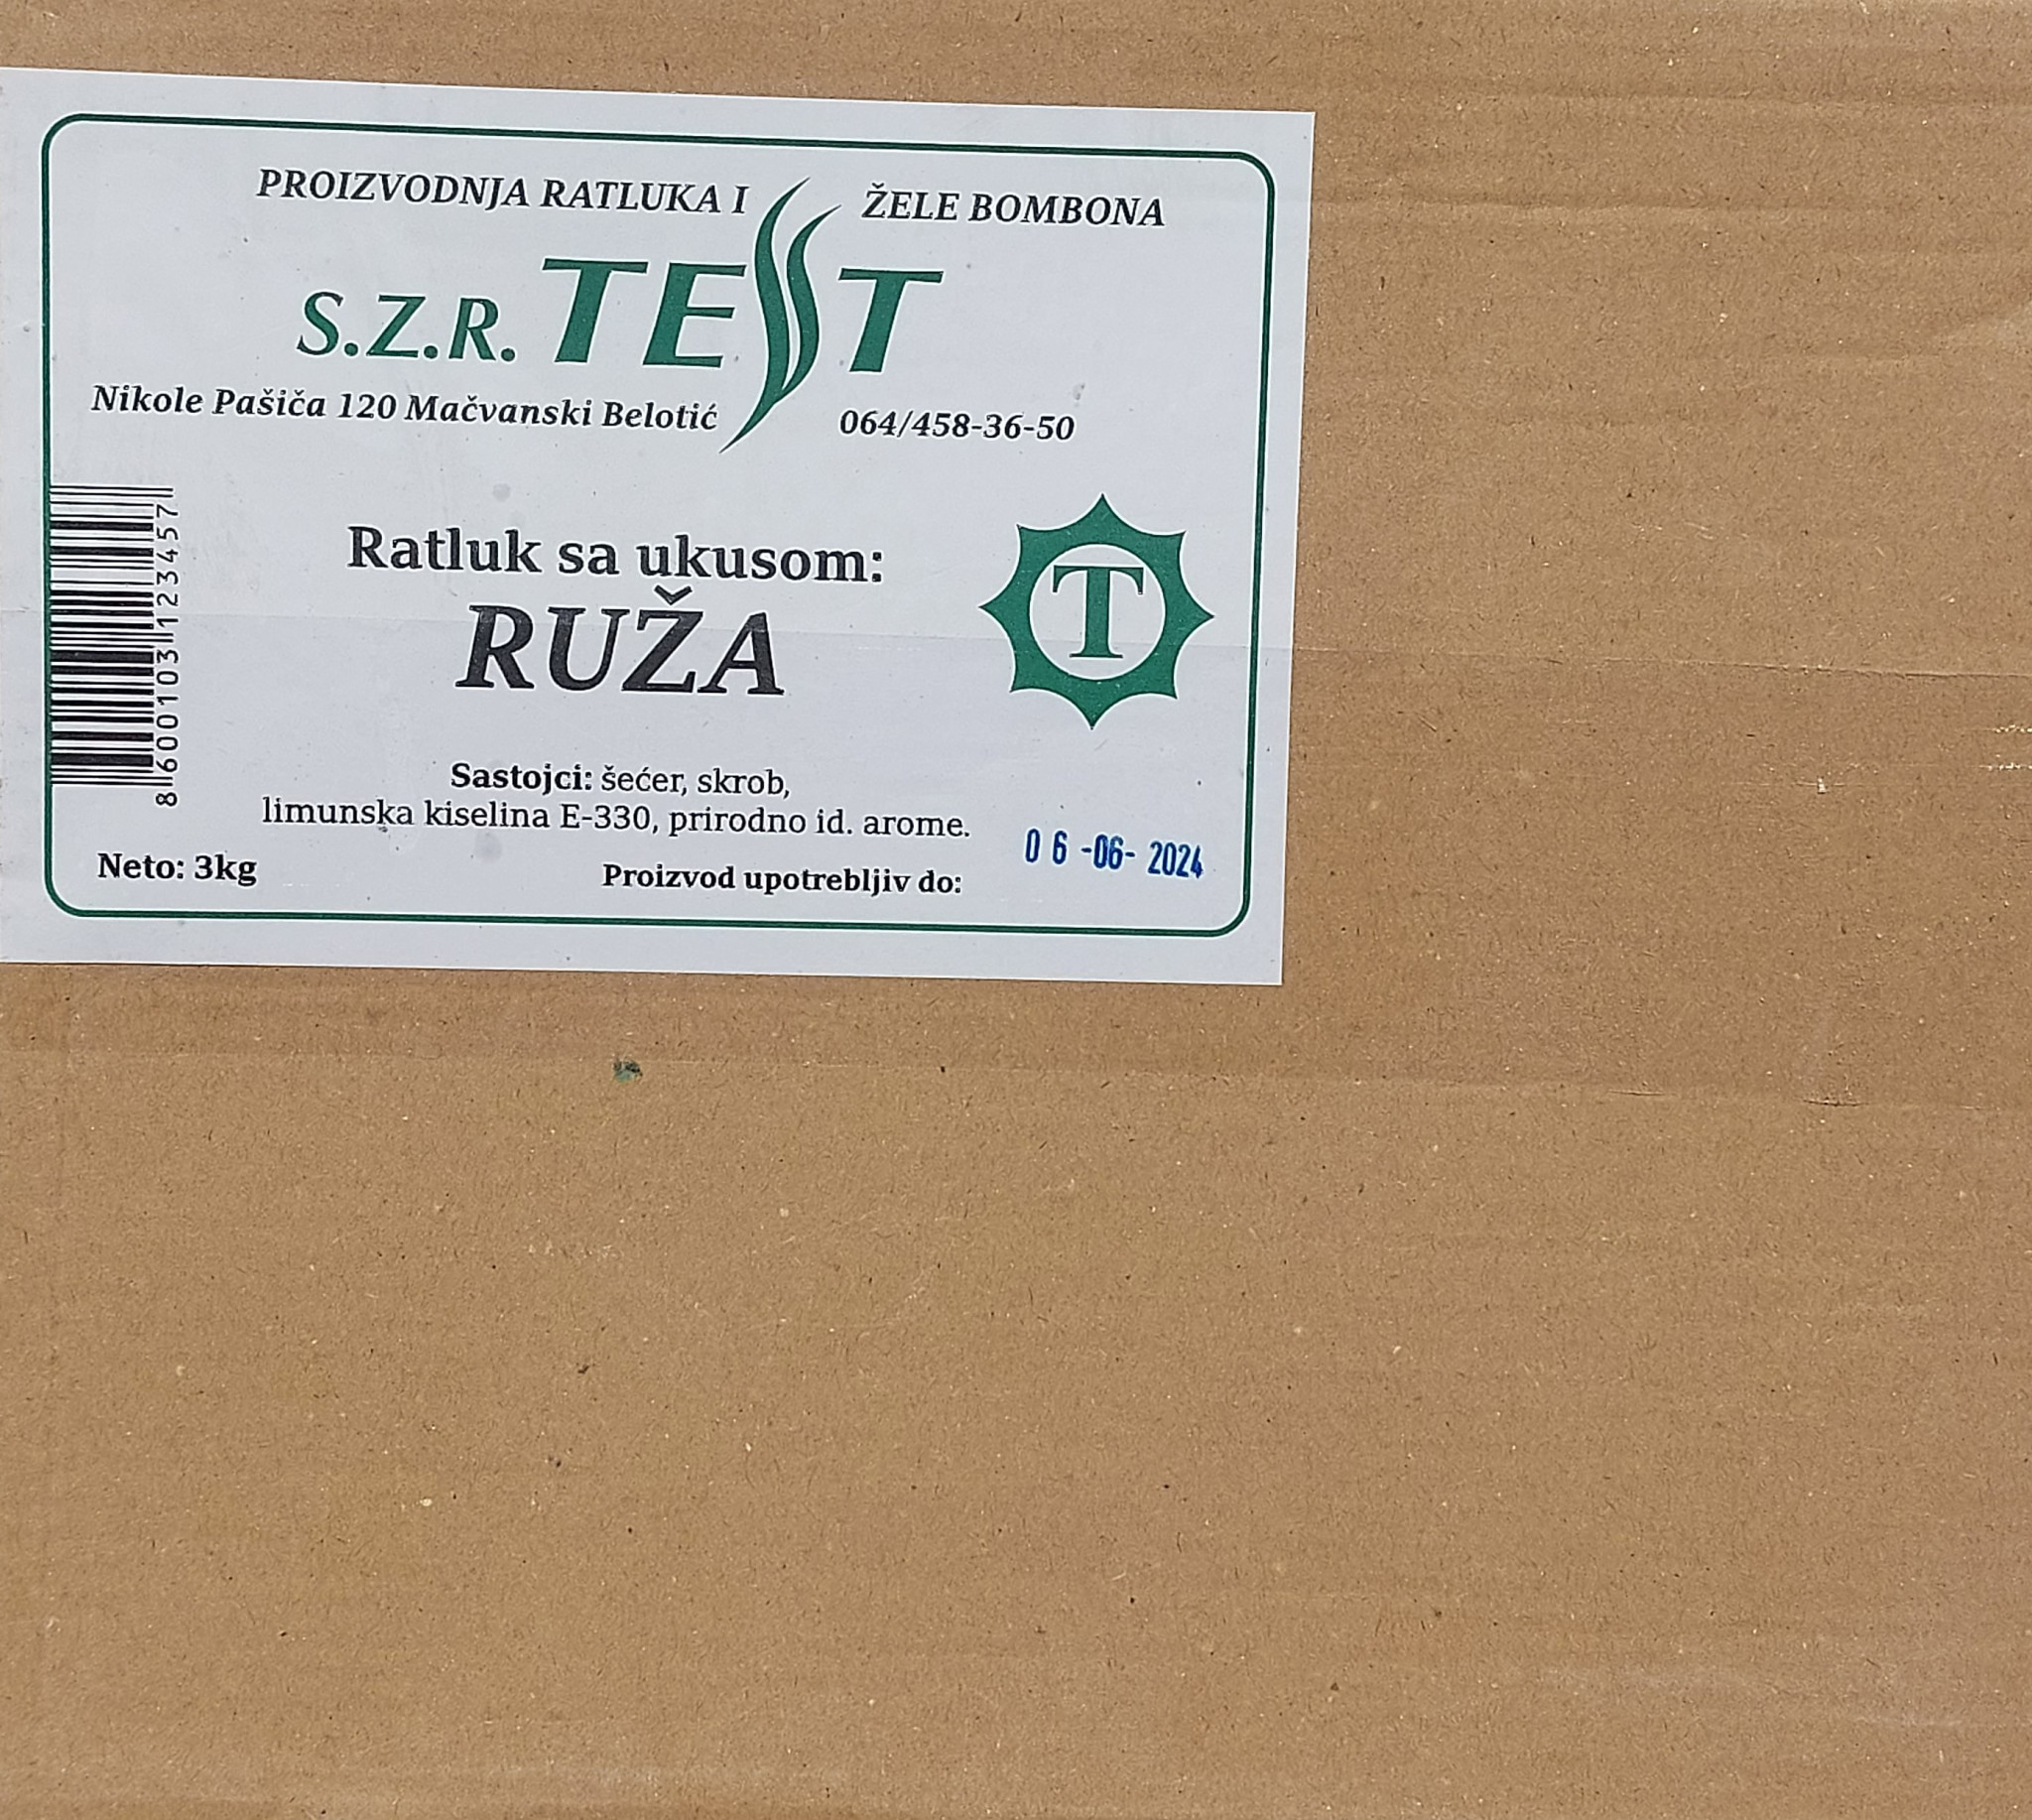 PROIZVODNJA RATLUKA I ŽELE BOMBONA
S.Z.R. TEST
Nikole Pašiča 120 Mačvanski Belotić 064/458-36-50
Ratluk sa ukusom:
RUŽA
T
Sastojci: šećer, skrob,
limunska kiselina E-330, prirodno id. arome.
06-06-2024
Neto: 3kg Proizvod upotrebljiv do:
8600103123457